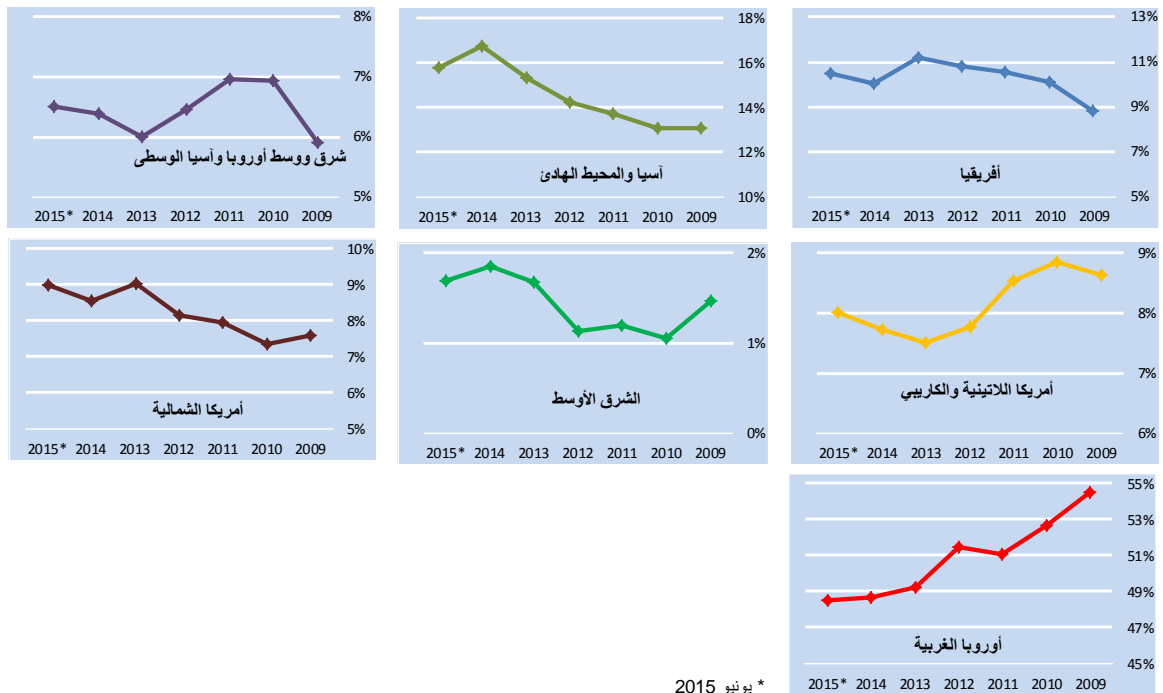 13%
11%
9%
7%
5%
أفريقيا
2015* 2014 2013 2012 2011 2010 2009
18%
16%
14%
12%
10%
آسيا والمحيط الهادئ
2015* 2014 2013 2012 2011 2010 2009
8%
7%
6%
5%
شرق ووسط أوروبا وآسيا الوسطى
2015* 2014 2013 2012 2011 2010 2009
9%
8%
7%
6%
أمريكا اللاتينية والكاريبي
2015* 2014 2013 2012 2011 2010 2009
2%
1%
0%
الشرق الأوسط
2015* 2014 2013 2012 2011 2010 2009
10%
9%
8%
7%
6%
5%
أمريكا الشمالية
2015* 2014 2013 2012 2011 2010 2009
55%
53%
51%
49%
47%
45%
أوروبا الغربية
2015* 2014 2013 2012 2011 2010 2009
* يونيو 2015